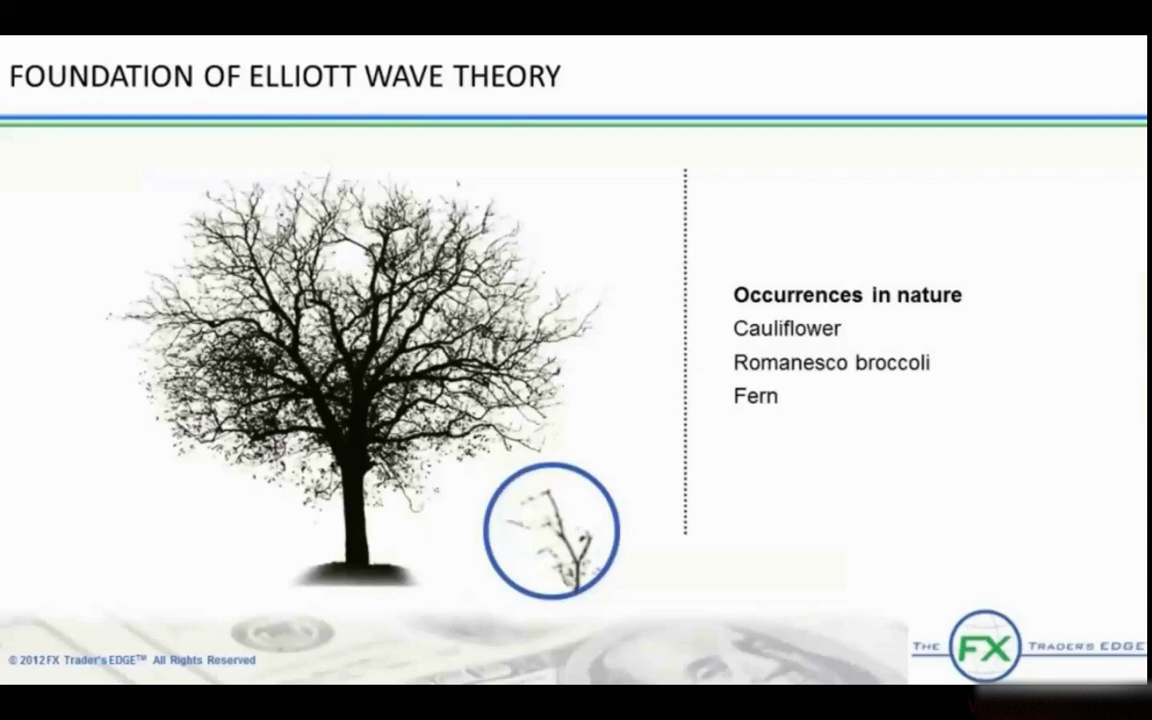 FOUNDATION OF ELLIOTT WAVE THEORY
Occurrences in nature
Cauliflower
Romanesco broccoli
Fern
© 2012 FX Trader's EDGE™ All Rights Reserved
THE FX TRADER'S EDGE